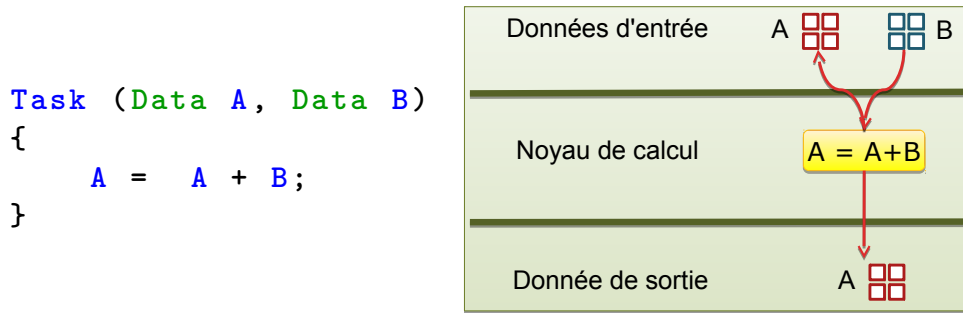 Task (Data A, Data B)
{
A = A + B;
}
Données d'entrée A B
Noyau de calcul A = A+B
Donnée de sortie A